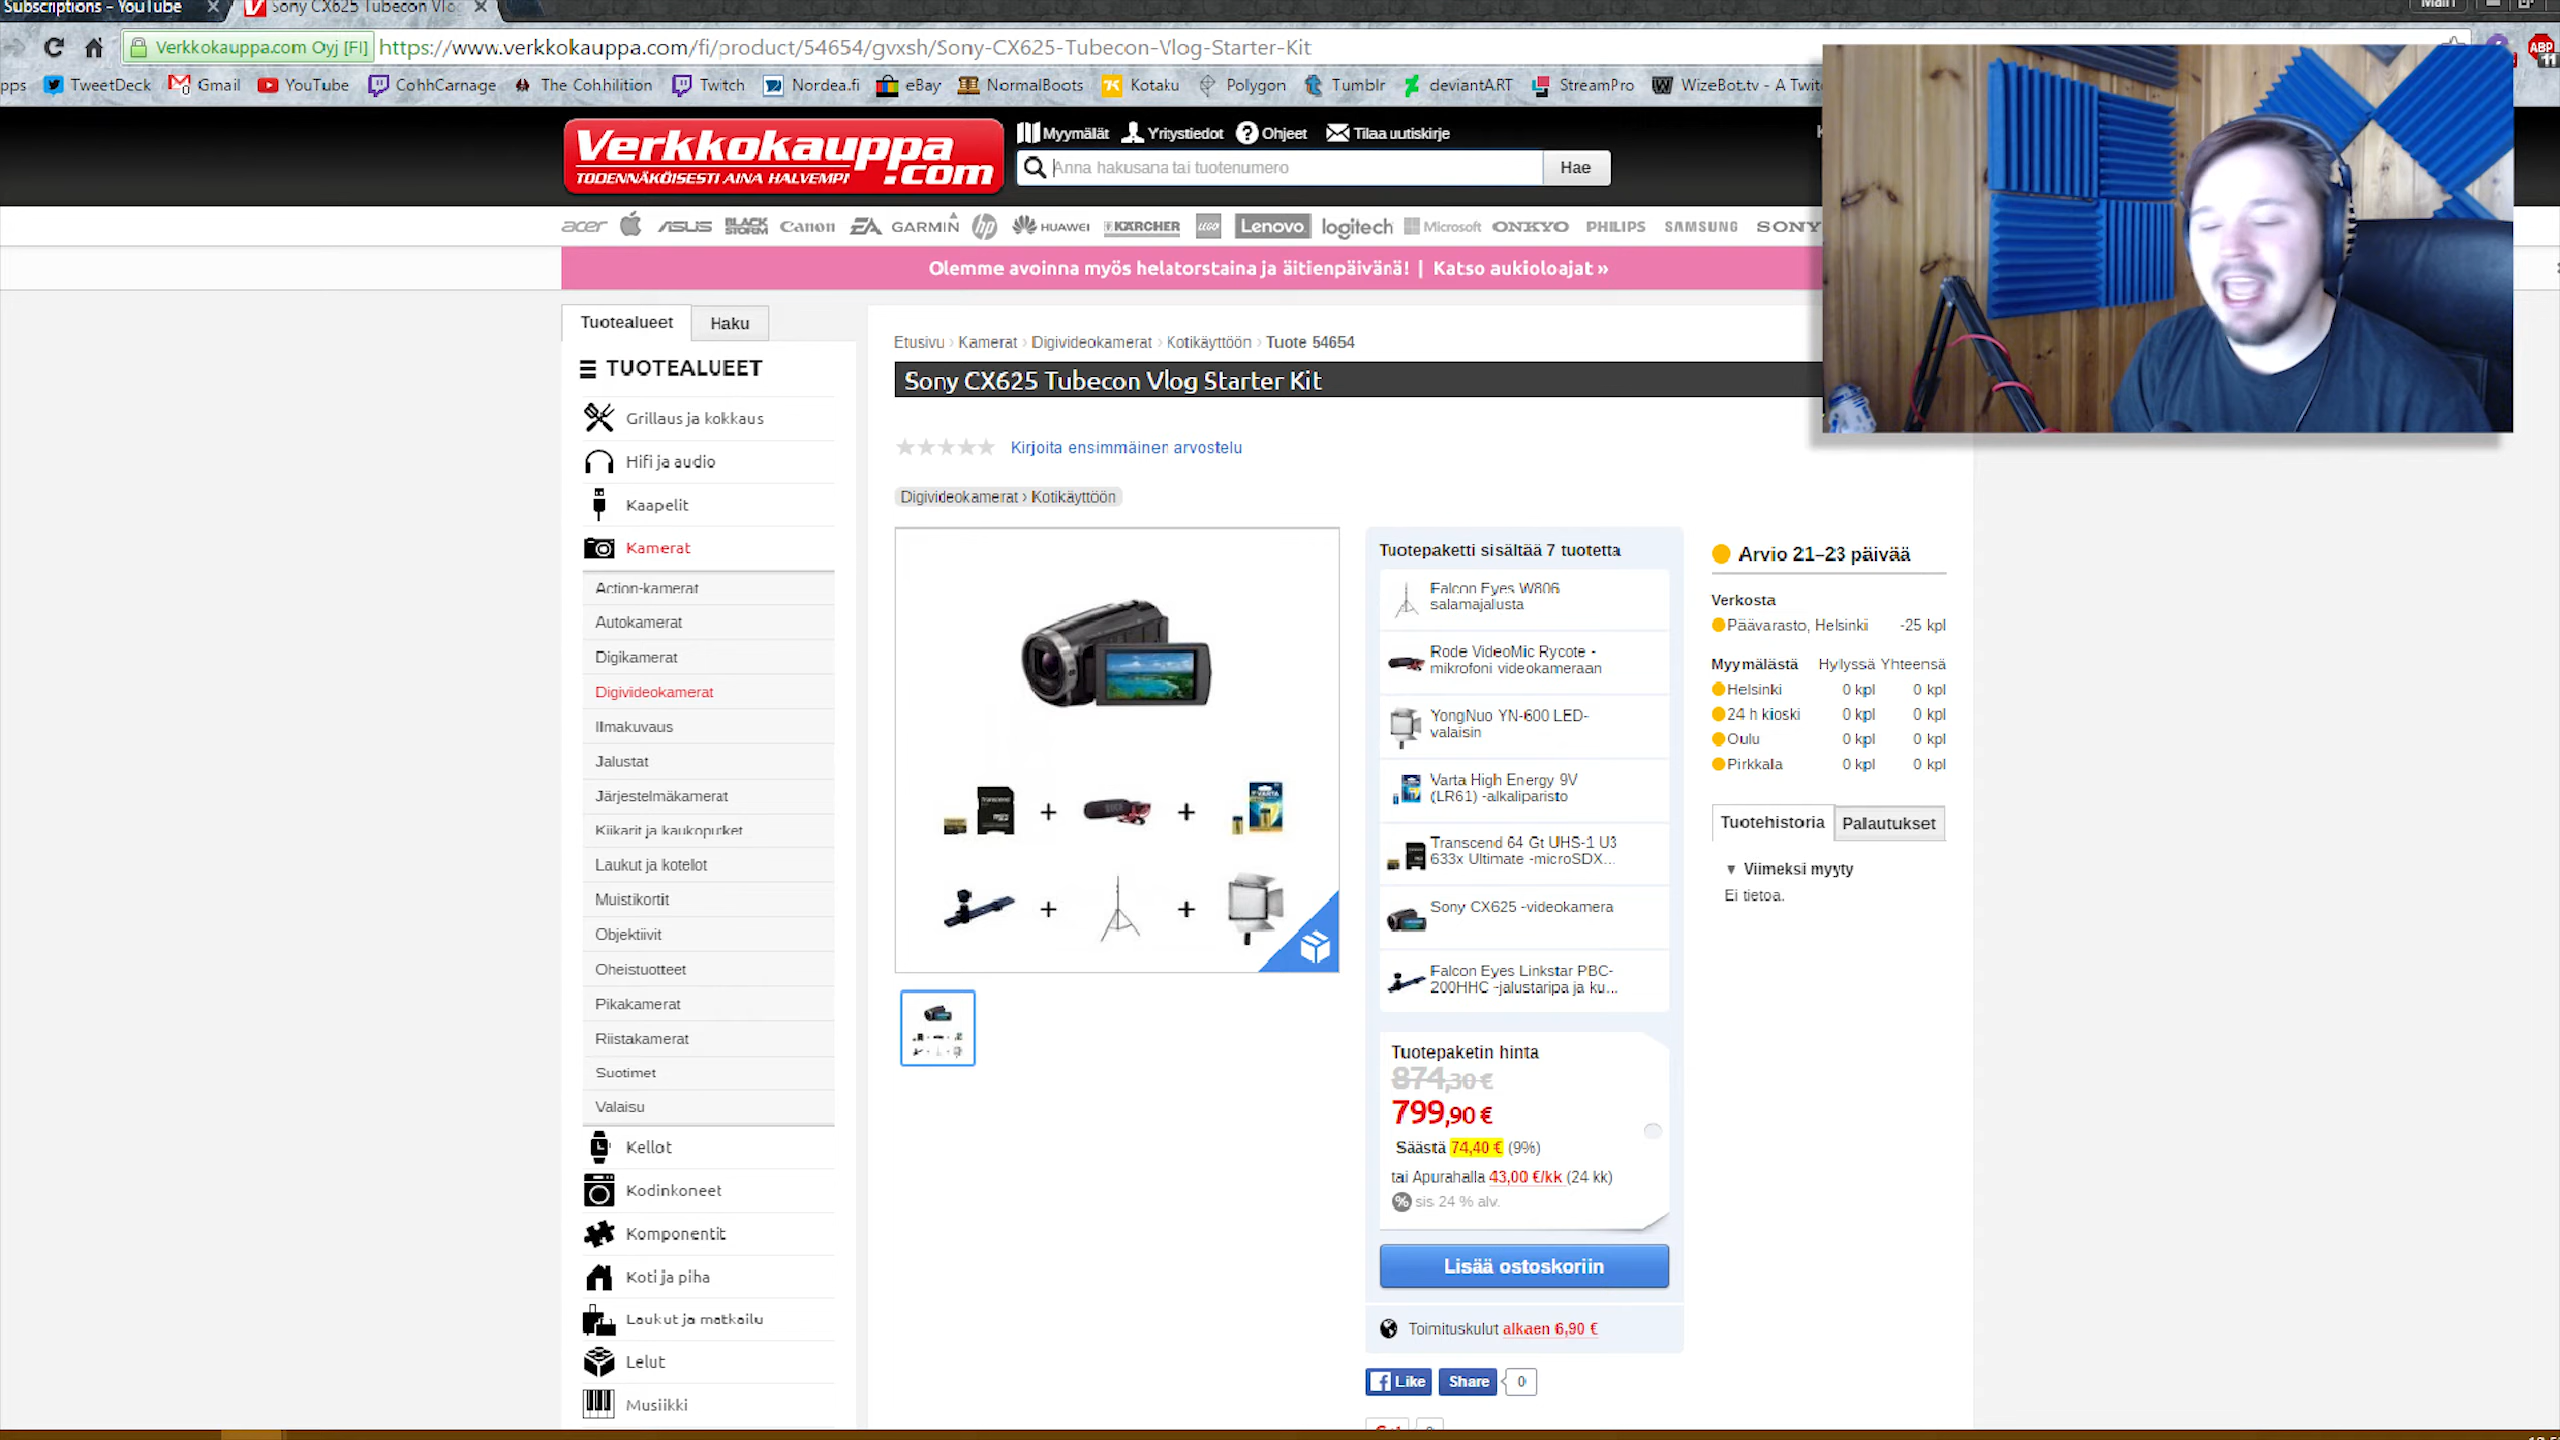 Subscriptions - YouTube
Sony CX625 Tubecon Vlog
Verkkokauppa.com Oyj [FI]
https://www.verkkokauppa.com/fi/product/54654/gvxsh/Sony-CX625-Tubecon-Vlog-Starter-Kit
ABP
11
pps
TweetDeck
Gmail
YouTube
CohhCarnage
The Cohhilition
Twitch
Nordea.fi
eBay
NormalBoots
Kotaku
Polygon
Tumblr
deviantART
StreamPro
WizeBot.tv - A Twit
Verkkokauppa
.com
TODENNÄKÖISESTI AINA HALVEMPI
Myymälät
Yritystiedot
Ohjeet
Tilaa uutiskirje
Anna hakusana tai tuotenumero
Hae
acer
ASUS
BLACK STORM
Canon
EA
GARMIN
hp
HUAWEI
KÄRCHER
LEGO
Lenovo
logitech
Microsoft
ONKYO
PHILIPS
SAMSUNG
SONY
Olemme avoinna myös helatorstaina ja äitienpäivänä! | Katso aukioloajat »
Tuotealueet
Haku
TUOTEALUEET
Grillaus ja kokkaus
Hifi ja audio
Kaapelit
Kamerat
Action-kamerat
Autokamerat
Digikamerat
Digivideokamerat
Ilmakuvaus
Jalustat
Järjestelmäkamerat
Kiikarit ja kaukoputket
Laukut ja kotelot
Muistikortit
Objektiivit
Oheistuotteet
Pikakamerat
Riistakamerat
Suotimet
Valaisu
Kellot
Kodinkoneet
Komponentit
Koti ja piha
Laukut ja matkailu
Lelut
Musiikki
Etusivu › Kamerat › Digivideokamerat › Kotikäyttöön › Tuote 54654
Sony CX625 Tubecon Vlog Starter Kit
Kirjoita ensimmäinen arvostelu
Digivideokamerat › Kotikäyttöön
Tuotepaketti sisältää 7 tuotetta
Falcon Eyes W806
salamajalusta
Rode VideoMic Rycote -
mikrofoni videokameraan
YongNuo YN-600 LED-
valaisin
Varta High Energy 9V
(LR61) -alkaliparisto
Transcend 64 Gt UHS-1 U3
633x Ultimate -microSDX...
Sony CX625 -videokamera
Falcon Eyes Linkstar PBC-
200HHC -jalustaripa ja ku...
Tuotepaketin hinta
874,30 €
799,90 €
Säästä 74,40 € (9%)
tai Apurahalla 43,00 €/kk (24 kk)
% sis. 24 % alv.
Lisää ostoskoriin
Toimituskulut alkaen 6,90 €
Like
Share
0
Arvio 21–23 päivää
Verkosta
Päävarasto, Helsinki -25 kpl
Myymälästä Hyllyssä Yhteensä
Helsinki 0 kpl 0 kpl
24 h kioski 0 kpl 0 kpl
Oulu 0 kpl 0 kpl
Pirkkala 0 kpl 0 kpl
Tuotehistoria
Palautukset
▼ Viimeksi myyty
Ei tietoa.